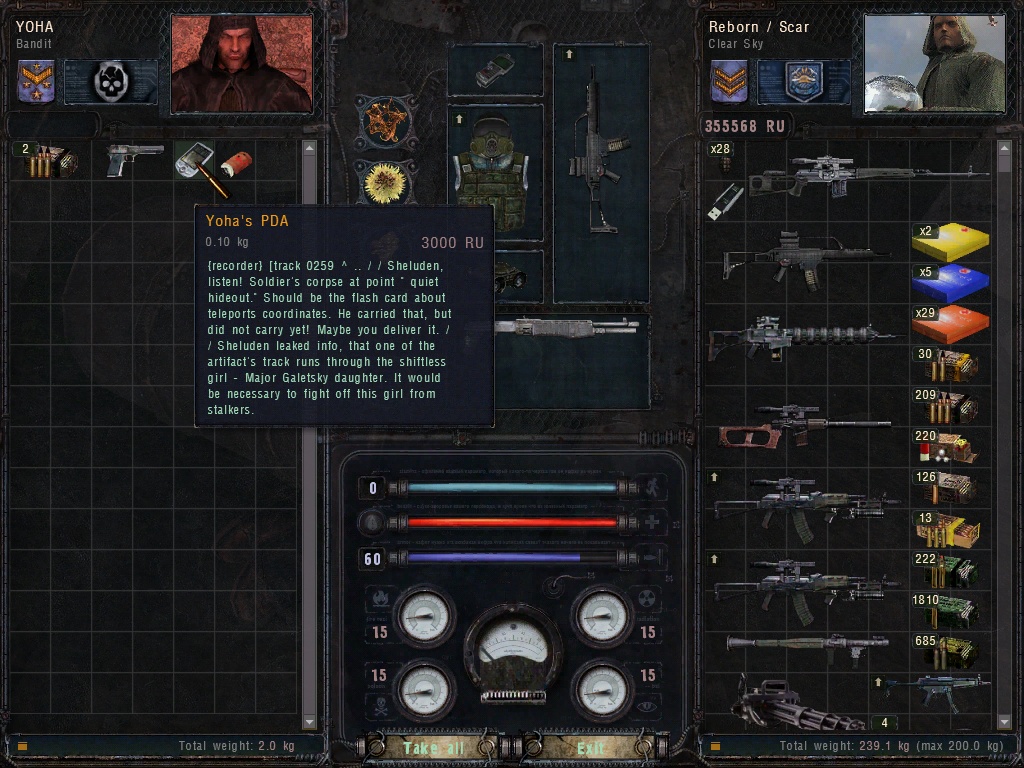 YOHA
Bandit
Reborn / Scar
Clear Sky
355568 RU
2
x28
x2
x5
x29
30
209
220
126
13
222
1810
685
4
Yoha's PDA
0.10 kg
3000 RU
{recorder} [track 0259 ^ .. / / Sheluden,
listen! Soldier's corpse at point " quiet
hideout." Should be the flash card about
teleports coordinates. He carried that, but
did not carry yet! Maybe you deliver it. /
/ Sheluden leaked info, that one of the
artifact's track runs through the shiftless
girl - Major Galetsky daughter. It would
be necessary to fight off this girl from
stalkers.
0
60
15
15
15
15
Take all
Exit
Total weight: 2.0 kg
Total weight: 239.1 kg (max 200.0 kg)